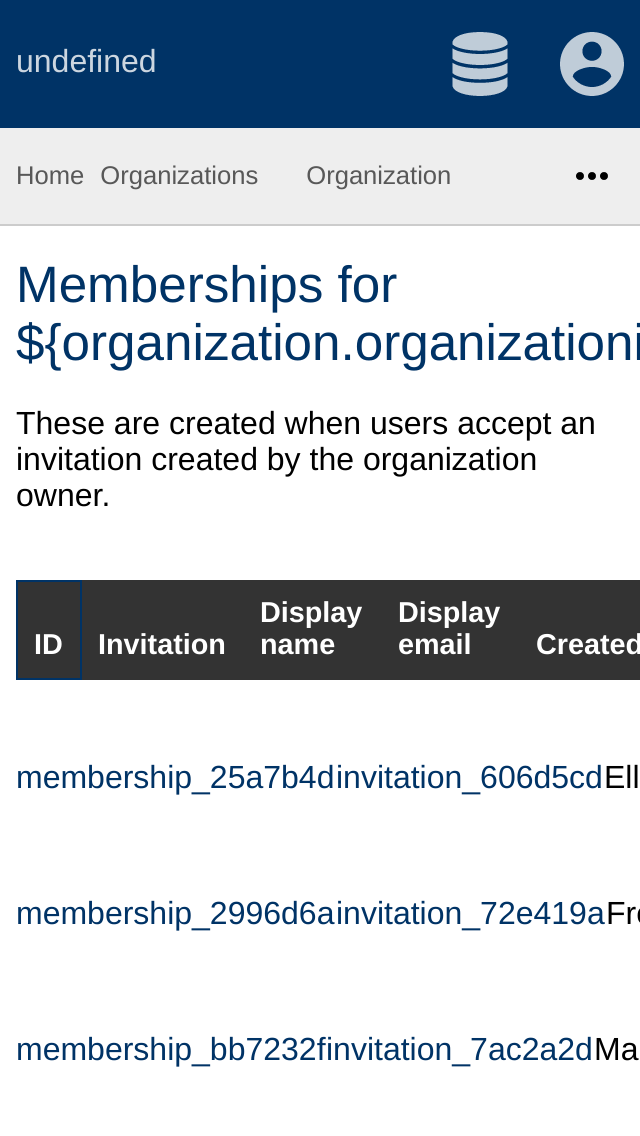 undefined
Home Organizations Organization
Memberships for
${organization.organizationi
These are created when users accept an
invitation created by the organization
owner.
ID Invitation Display name Display email Created
membership_25a7b4d invitation_606d5cd Ell
membership_2996d6a invitation_72e419a Fre
membership_bb7232f invitation_7ac2a2d Ma